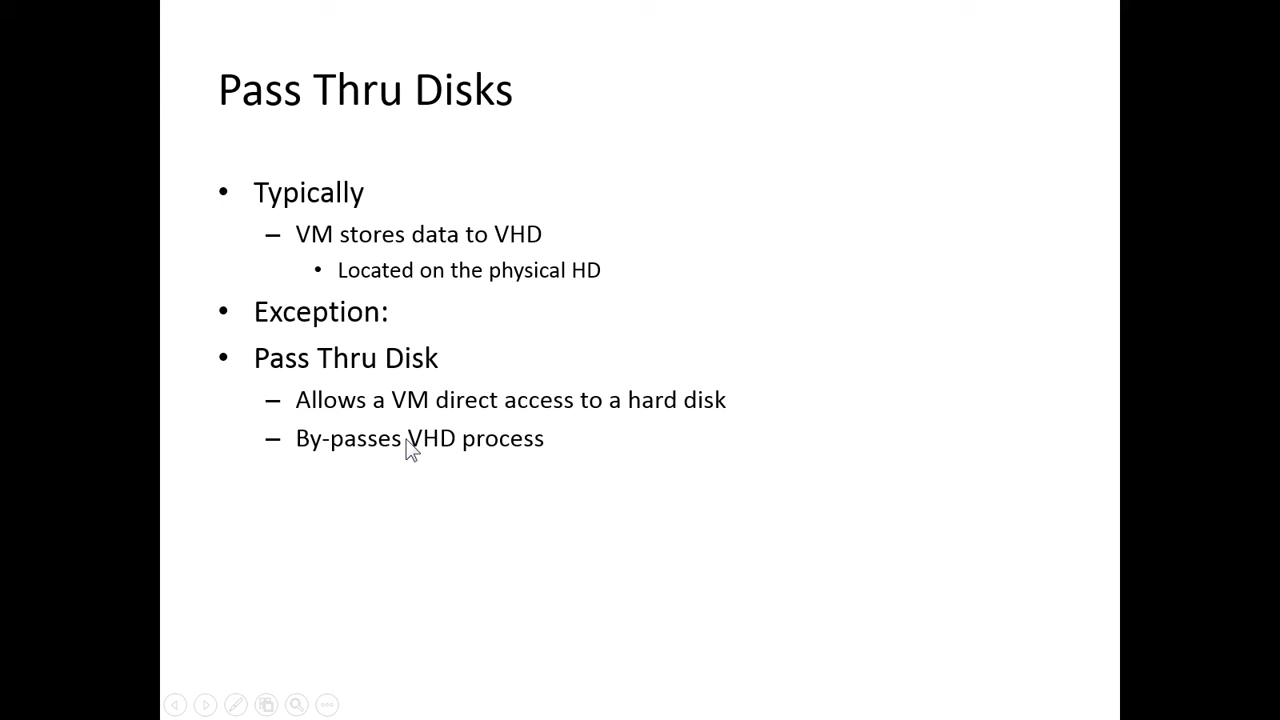 Pass Thru Disks
• Typically
– VM stores data to VHD
• Located on the physical HD
• Exception:
• Pass Thru Disk
– Allows a VM direct access to a hard disk
– By-passes VHD process